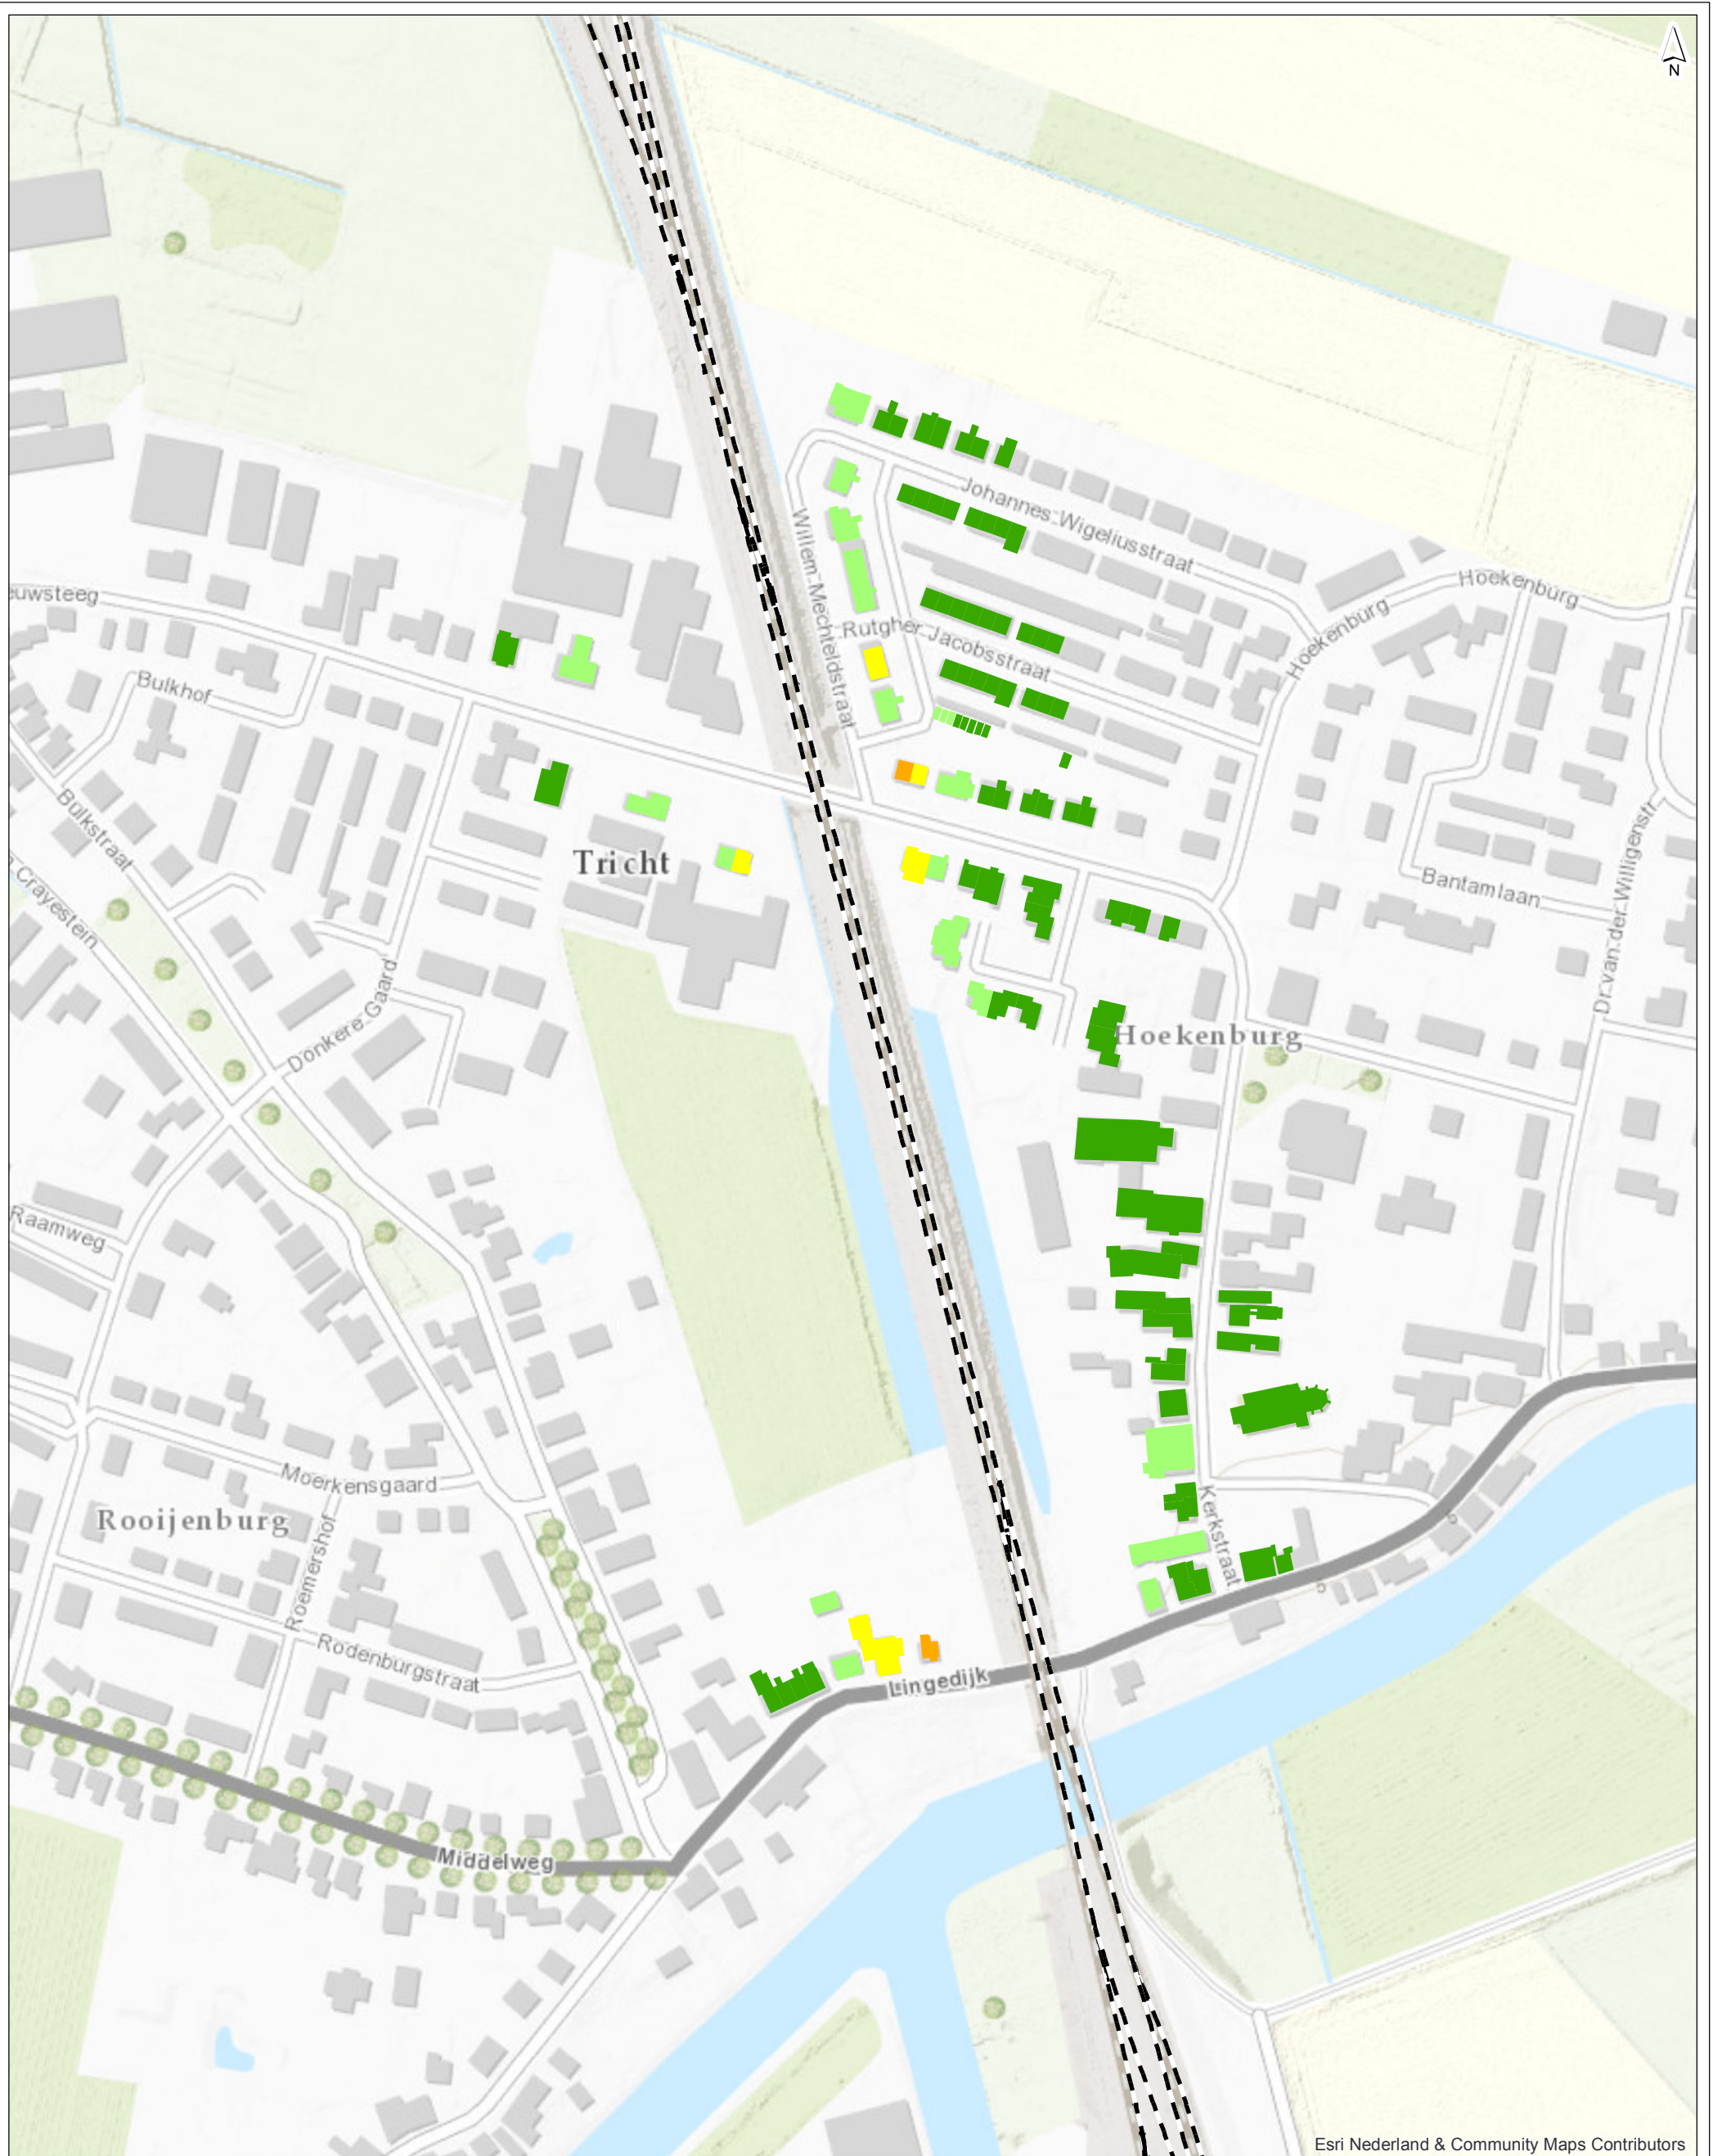 N
Johannes Wigeliusstraat
Willem Mechteldstraat
Hoekenburg
Hoekenburg
euwsteeg
Rutgher Jacobsstraat
Bulkhof
Bulkstraat
Tricht
Crayestein
Bantamlaan
Dr. van der Willigenstr
Donkere Gaard
Hoekenburg
Raamweg
Moerkensgaard
Rooijenburg
Roemershof
Kerkstraat
Rodenburgstraat
Lingedijk
Middelweg
Esri Nederland & Community Maps Contributors